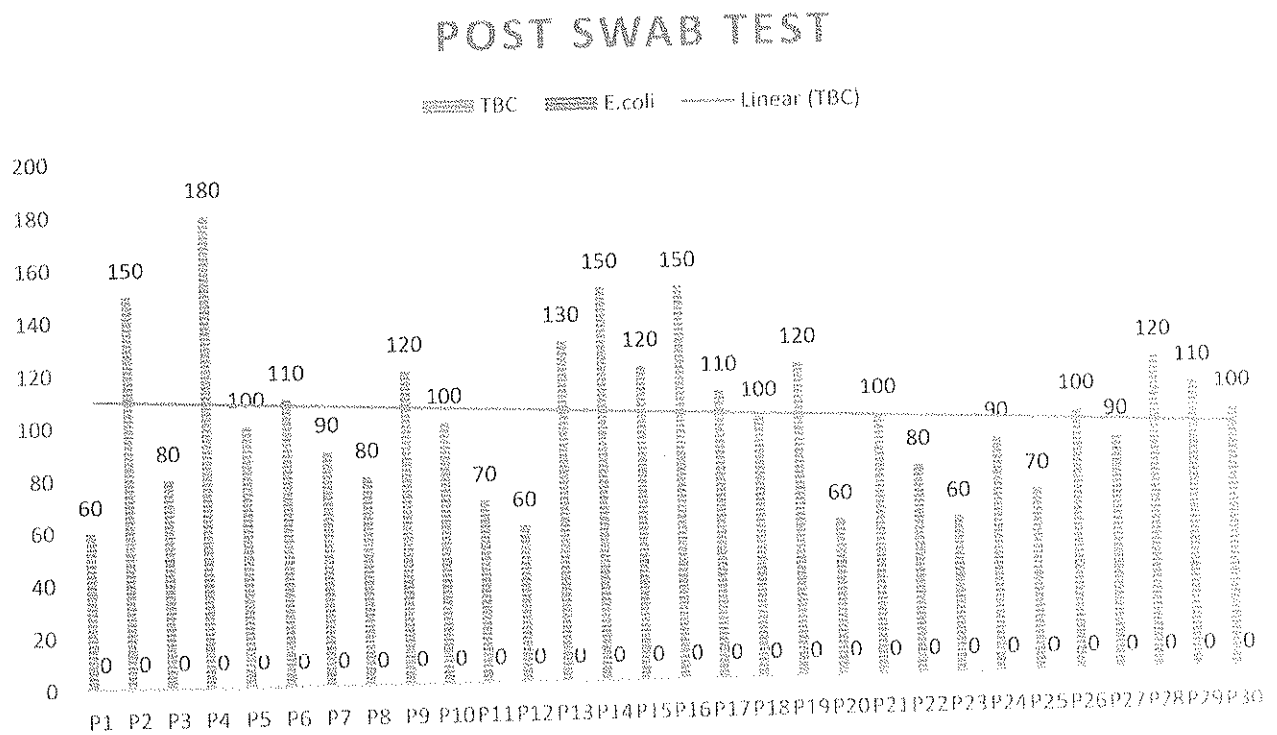 POST SWAB TEST
TBC E.coli Linear (TBC)
200
180
160
140
120
100
80
60
40
20
0
60 150 80 180 100 110 90 80 120 100 70 60 130 150 120 150 110 100 120 60 100 80 60 90 70 100 90 120 110 100
0 0 0 0 0 0 0 0 0 0 0 0 0 0 0 0 0 0 0 0 0 0 0 0 0 0 0 0 0 0
P1 P2 P3 P4 P5 P6 P7 P8 P9 P10 P11 P12 P13 P14 P15 P16 P17 P18 P19 P20 P21 P22 P23 P24 P25 P26 P27 P28 P29 P30